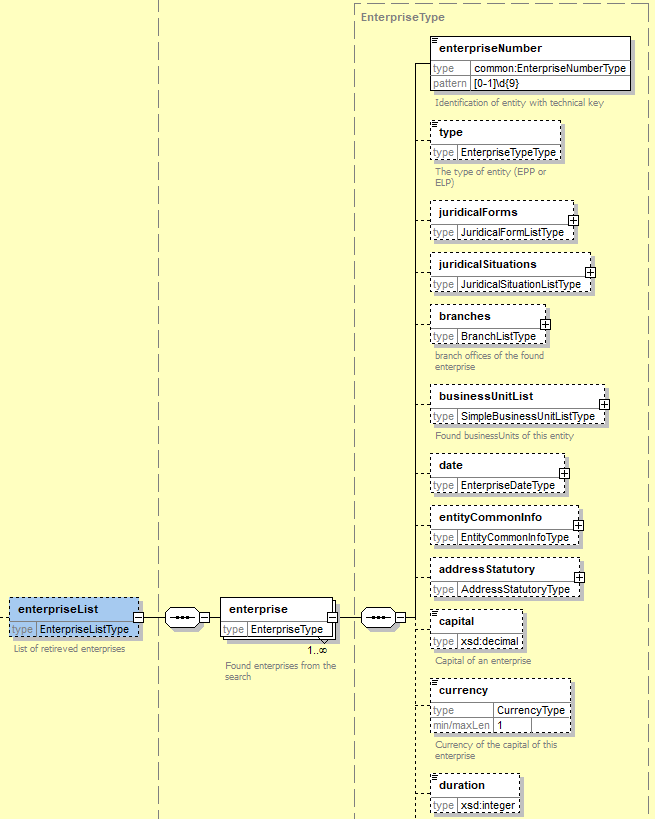 EnterpriseType
enterpriseNumber
type common:EnterpriseNumberType
pattern [0-1]\d{9}
Identification of entity with technical key
type
type EnterpriseTypeType
The type of entity (EPP or
ELP)
juridicalForms
type JuridicalFormListType
juridicalSituations
type JuridicalSituationListType
branches
type BranchListType
branch offices of the found
enterprise
businessUnitList
type SimpleBusinessUnitListType
Found businessUnits of this entity
date
type EnterpriseDateType
entityCommonInfo
type EntityCommonInfoType
addressStatutory
type AddressStatutoryType
enterpriseList
type EnterpriseListType
List of retireved enterprises
enterprise
type EnterpriseType
1..∞
Found enterprises from the
search
capital
type xsd:decimal
Capital of an enterprise
currency
type CurrencyType
min/maxLen 1
Currency of the capital of this
enterprise
duration
type xsd:integer